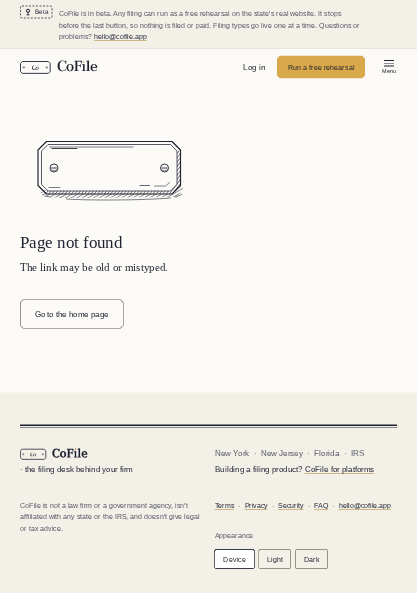 Beta
CoFile is in beta. Any filing can run as a free rehearsal on the state's real website. It stops
before the last button, so nothing is filed or paid. Filing types go live one at a time. Questions or
problems? hello@cofile.app
Co CoFile
Log in
Run a free rehearsal
Menu
Page not found
The link may be old or mistyped.
Go to the home page
Co CoFile
· the filing desk behind your firm
New York · New Jersey · Florida · IRS
Building a filing product? CoFile for platforms
CoFile is not a law firm or a government agency, isn't
affiliated with any state or the IRS, and doesn't give legal
or tax advice.
Terms · Privacy · Security · FAQ · hello@cofile.app
Appearance
Device Light Dark